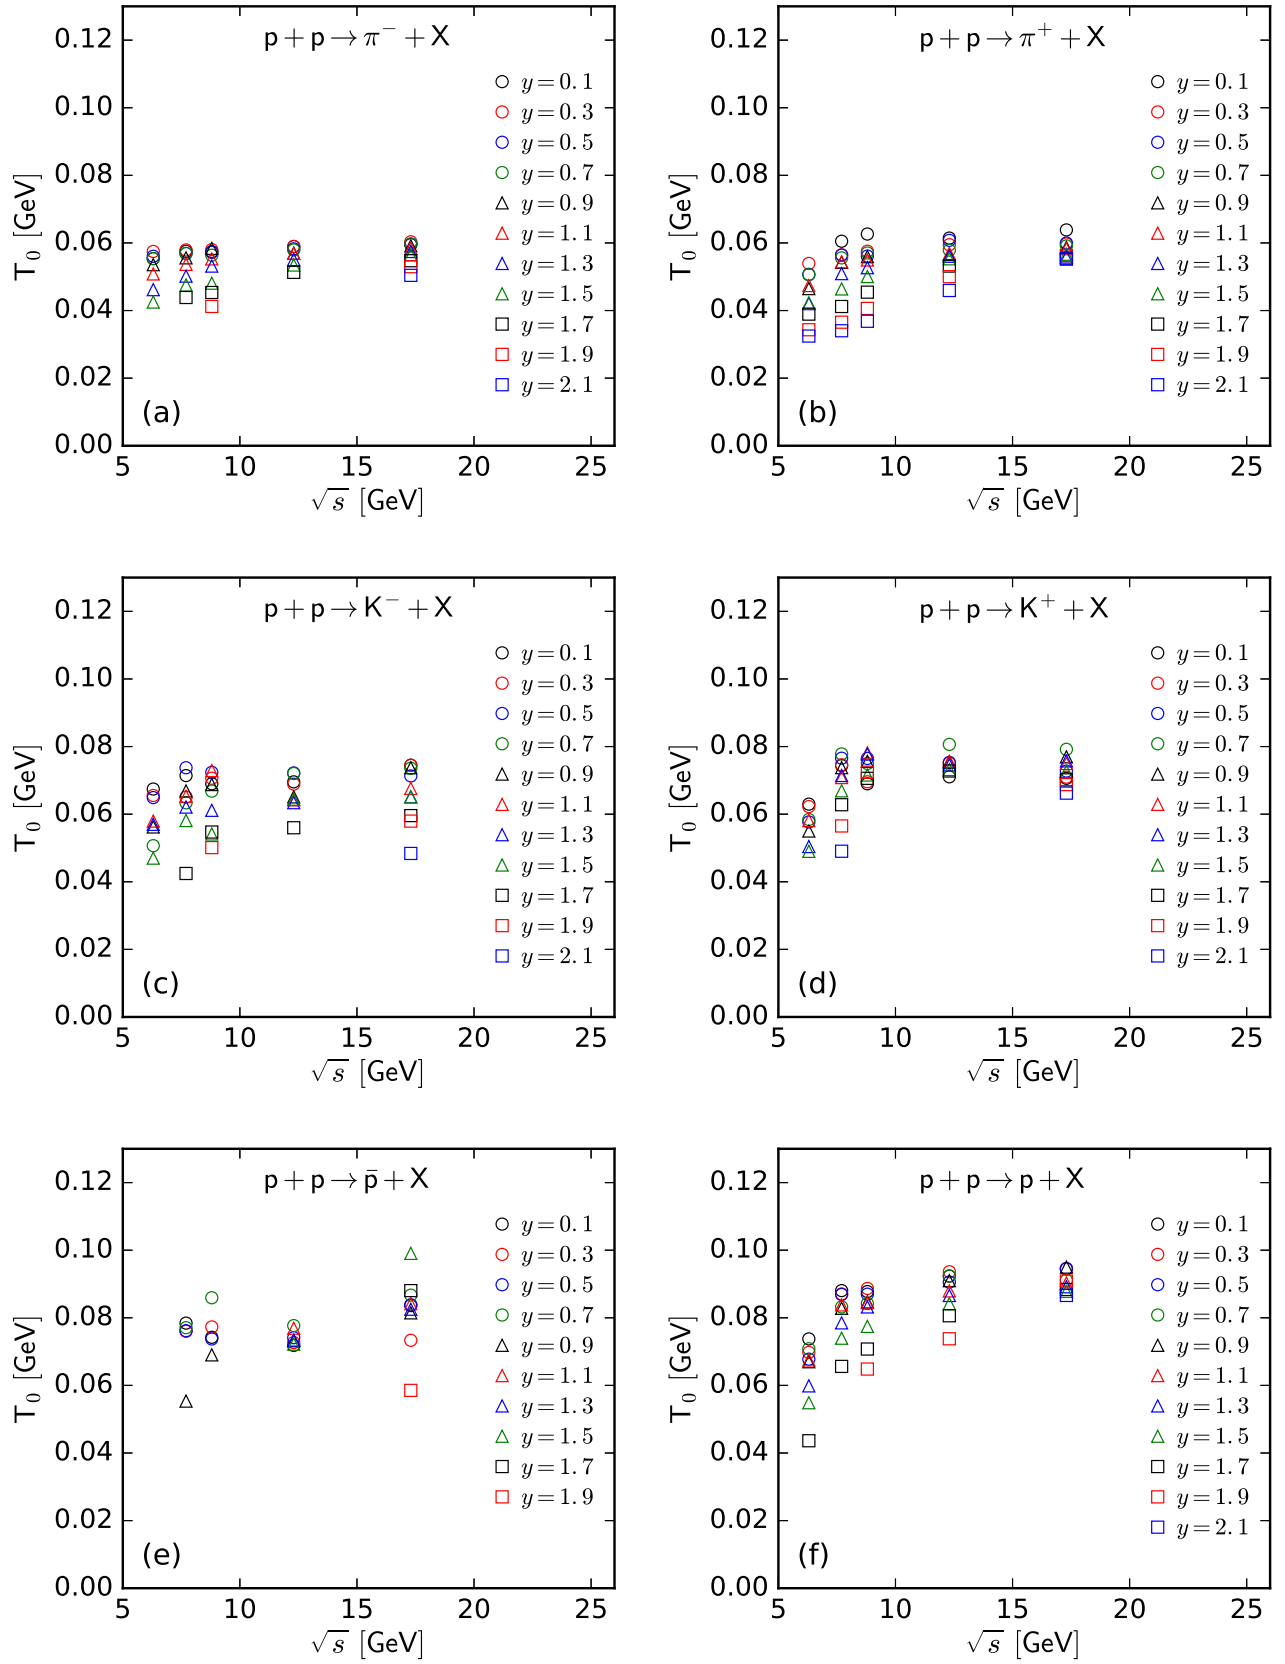 p + p → π⁻ + X
y = 0.1
y = 0.3
y = 0.5
y = 0.7
y = 0.9
y = 1.1
y = 1.3
y = 1.5
y = 1.7
y = 1.9
y = 2.1
0.12
0.10
0.08
0.06
0.04
0.02
0.00
T₀ [GeV]
(a)
5 10 15 20 25
√s [GeV]
p + p → π⁺ + X
y = 0.1
y = 0.3
y = 0.5
y = 0.7
y = 0.9
y = 1.1
y = 1.3
y = 1.5
y = 1.7
y = 1.9
y = 2.1
0.12
0.10
0.08
0.06
0.04
0.02
0.00
T₀ [GeV]
(b)
5 10 15 20 25
√s [GeV]
p + p → K⁻ + X
y = 0.1
y = 0.3
y = 0.5
y = 0.7
y = 0.9
y = 1.1
y = 1.3
y = 1.5
y = 1.7
y = 1.9
y = 2.1
0.12
0.10
0.08
0.06
0.04
0.02
0.00
T₀ [GeV]
(c)
5 10 15 20 25
√s [GeV]
p + p → K⁺ + X
y = 0.1
y = 0.3
y = 0.5
y = 0.7
y = 0.9
y = 1.1
y = 1.3
y = 1.5
y = 1.7
y = 1.9
y = 2.1
0.12
0.10
0.08
0.06
0.04
0.02
0.00
T₀ [GeV]
(d)
5 10 15 20 25
√s [GeV]
p + p → p̄ + X
y = 0.1
y = 0.3
y = 0.5
y = 0.7
y = 0.9
y = 1.1
y = 1.3
y = 1.5
y = 1.7
y = 1.9
0.12
0.10
0.08
0.06
0.04
0.02
0.00
T₀ [GeV]
(e)
5 10 15 20 25
√s [GeV]
p + p → p + X
y = 0.1
y = 0.3
y = 0.5
y = 0.7
y = 0.9
y = 1.1
y = 1.3
y = 1.5
y = 1.7
y = 1.9
y = 2.1
0.12
0.10
0.08
0.06
0.04
0.02
0.00
T₀ [GeV]
(f)
5 10 15 20 25
√s [GeV]